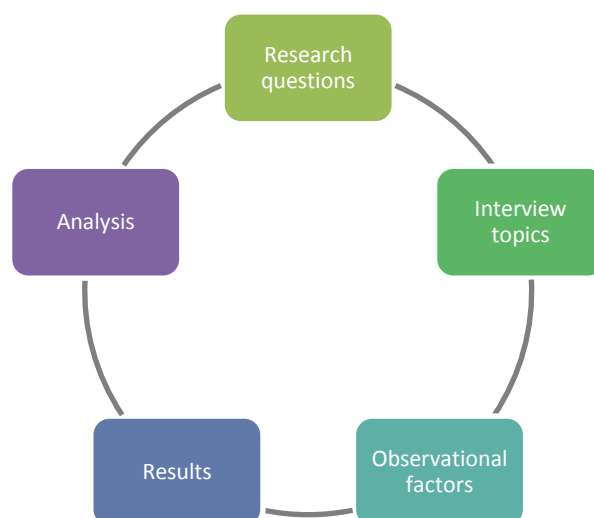 Research
questions
Interview
topics
Observational
factors
Results
Analysis